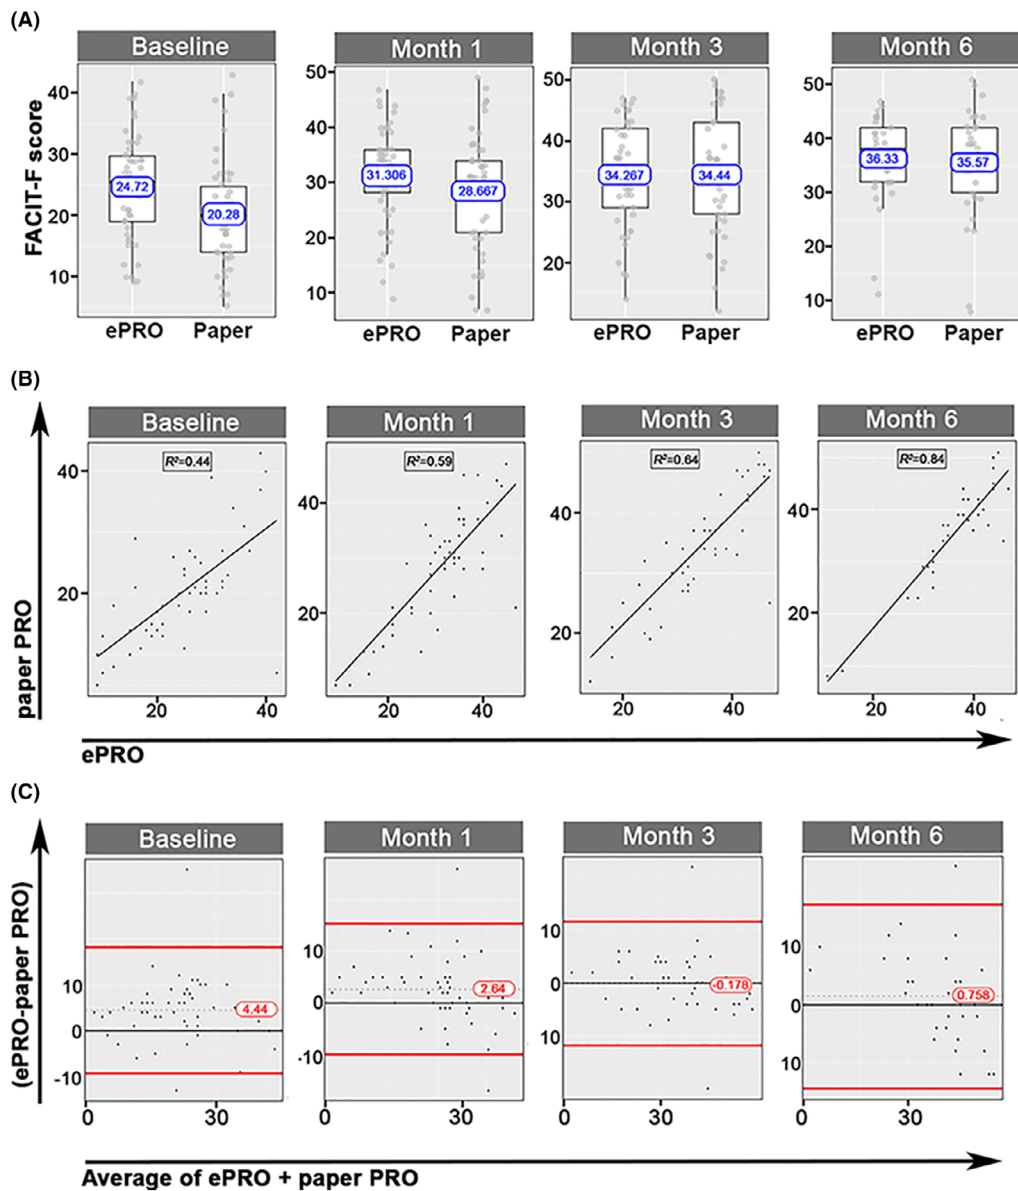 (A)
Baseline Month 1 Month 3 Month 6
FACIT-F score
40 30 20 10
50 40 30 20 10
50 40 30 20
50 40 30 20 10
24.72 20.28 31.306 28.667 34.267 34.44 36.33 35.57
ePRO Paper ePRO Paper ePRO Paper ePRO Paper
(B)
Baseline Month 1 Month 3 Month 6
paper PRO
R²=0.44 R²=0.59 R²=0.64 R²=0.84
40 20
40 20
40 20
40 20
20 40 20 40 20 40 20 40
ePRO
(C)
Baseline Month 1 Month 3 Month 6
(ePRO-paper PRO)
10 0 -10
10 0 -10
10 0 10
10 0 10
4.44 2.64 -0.178 0.758
0 30 0 30 0 30 0 30
Average of ePRO + paper PRO